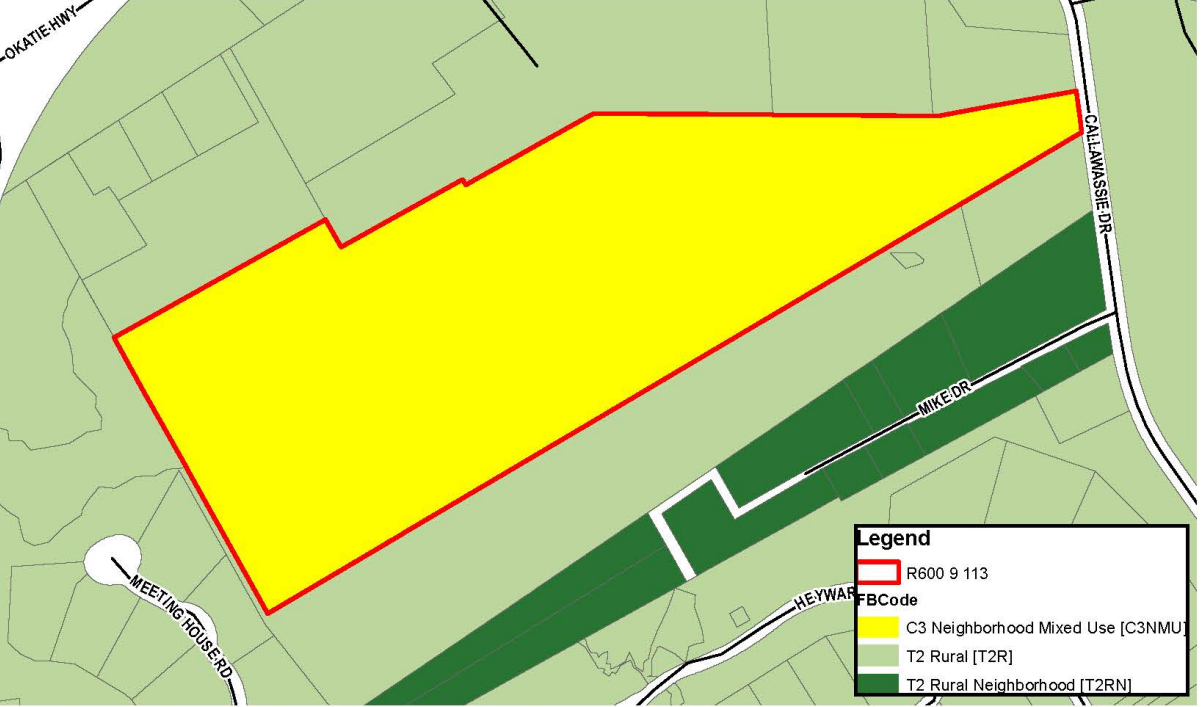 OKATIE HWY
CALLAWASSIE DR
MIKE DR
MEETING HOUSE RD
HEYWAR
Legend
R600 9 113
FBCode
C3 Neighborhood Mixed Use [C3NMU]
T2 Rural [T2R]
T2 Rural Neighborhood [T2RN]